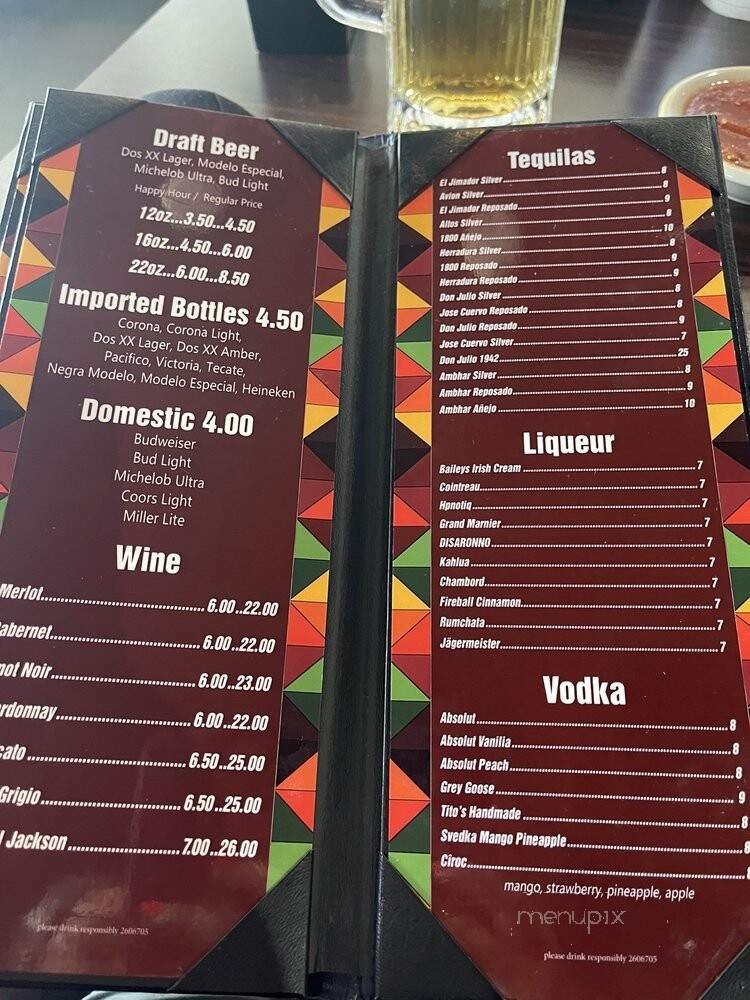 Draft Beer
Dos XX Lager, Modelo Especial,
Michelob Ultra, Bud Light
Happy Hour / Regular Price
12oz...3.50...4.50
16oz...4.50...6.00
22oz...6.00...8.50
Imported Bottles 4.50
Corona, Corona Light,
Dos XX Lager, Dos XX Amber,
Pacifico, Victoria, Tecate,
Negra Modelo, Modelo Especial, Heineken
Domestic 4.00
Budweiser
Bud Light
Michelob Ultra
Coors Light
Miller Lite
Wine
Merlot........6.00..22.00
abernet........6.00..22.00
not Noir........6.00..23.00
rdonnay........6.00..22.00
cato........6.50..25.00
Grigio........6.50..25.00
l Jackson........7.00..26.00
please drink responsibly 2606705
Tequilas
El Jimador Silver........8
Avion Silver........8
El Jimador Reposado........9
Altos Silver........8
1800 Añejo........10
Herradura Silver........8
1800 Reposado........9
Herradura Reposado........9
Don Julio Silver........8
Jose Cuervo Reposado........8
Don Julio Reposado........9
Jose Cuervo Silver........7
Don Julio 1942........25
Ambhar Silver........8
Ambhar Reposado........9
Ambhar Añejo........10
Liqueur
Baileys Irish Cream........7
Cointreau........7
Hpnotiq........7
Grand Marnier........7
DISARONNO........7
Kahlua........7
Chambord........7
Fireball Cinnamon........7
Rumchata........7
Jägermeister........7
Vodka
Absolut........8
Absolut Vanilia........8
Absolut Peach........8
Grey Goose........9
Tito's Handmade........8
Svedka Mango Pineapple........8
Ciroc........8
mango, strawberry, pineapple, apple
menupix
please drink responsibly 2606705